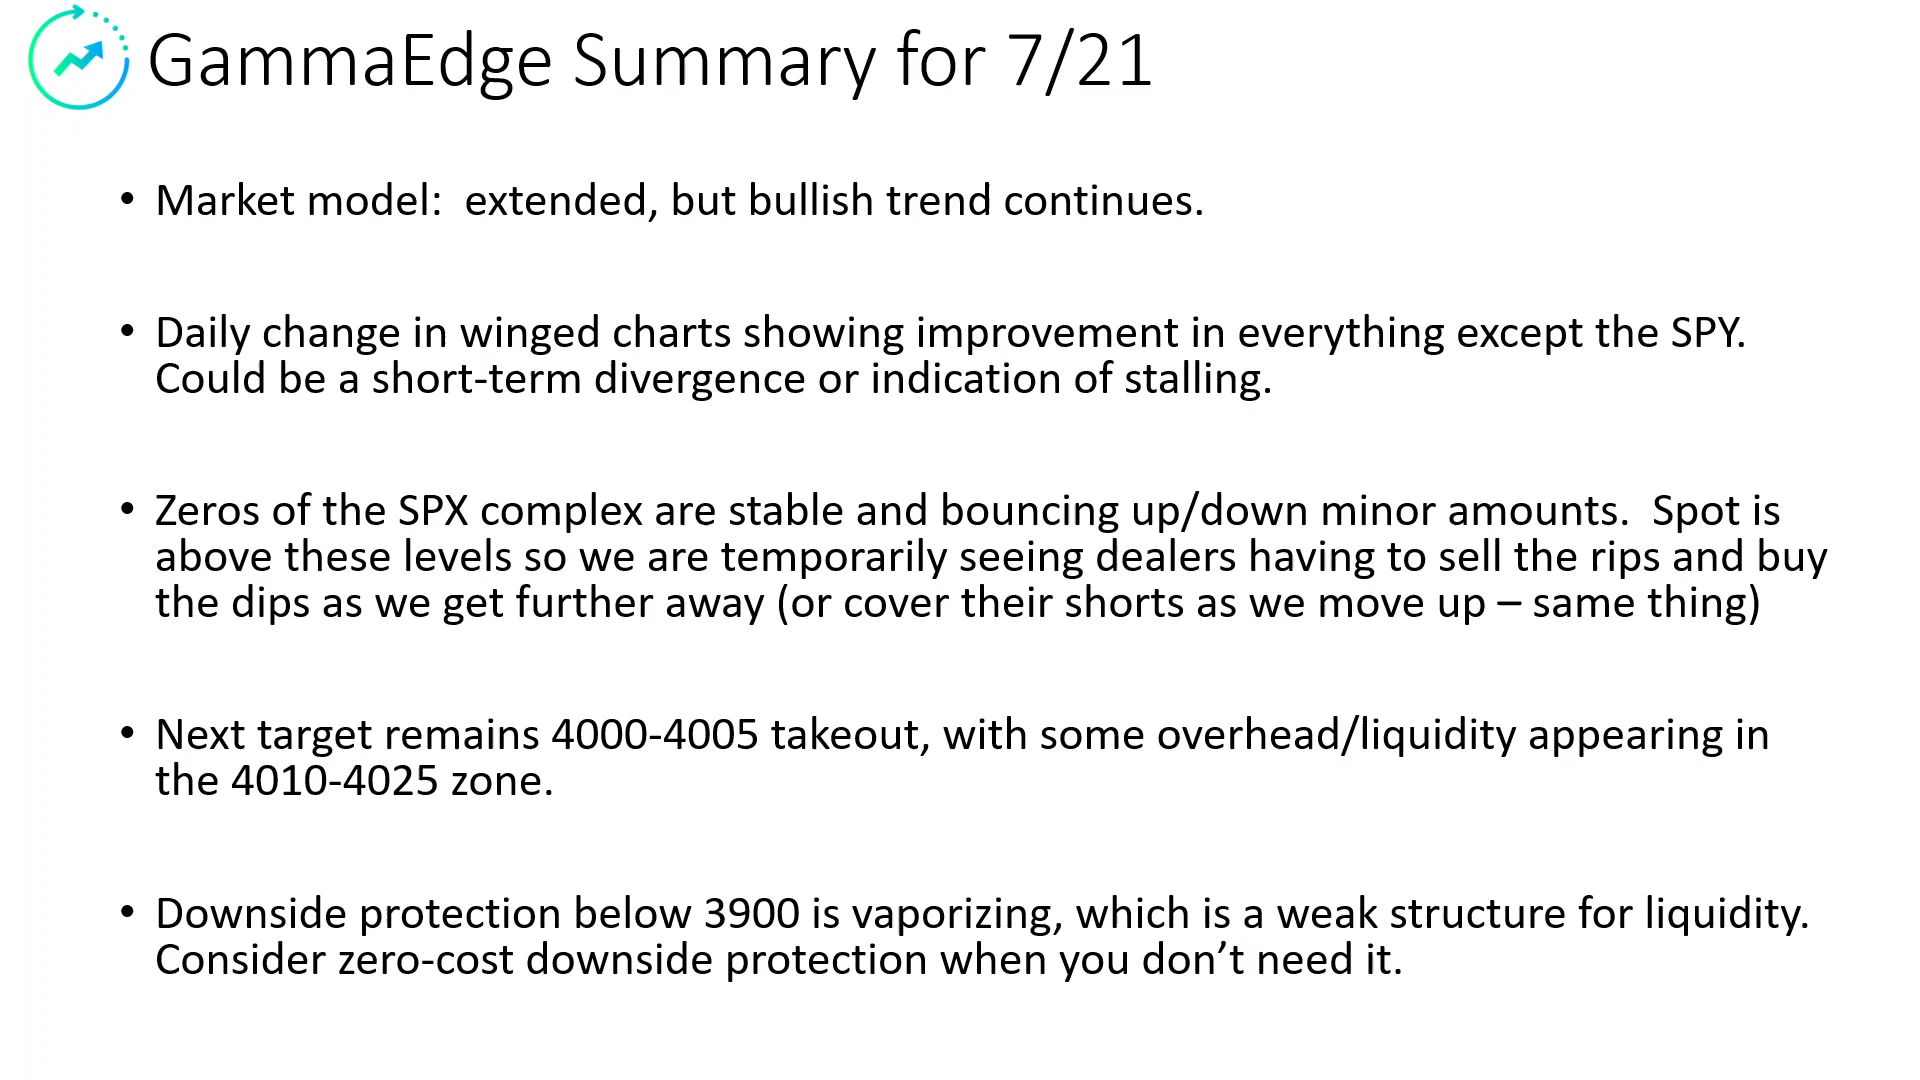 GammaEdge Summary for 7/21
• Market model:  extended, but bullish trend continues.
• Daily change in winged charts showing improvement in everything except the SPY.
Could be a short-term divergence or indication of stalling.
• Zeros of the SPX complex are stable and bouncing up/down minor amounts.  Spot is
above these levels so we are temporarily seeing dealers having to sell the rips and buy
the dips as we get further away (or cover their shorts as we move up – same thing)
• Next target remains 4000-4005 takeout, with some overhead/liquidity appearing in
the 4010-4025 zone.
• Downside protection below 3900 is vaporizing, which is a weak structure for liquidity.
Consider zero-cost downside protection when you don’t need it.